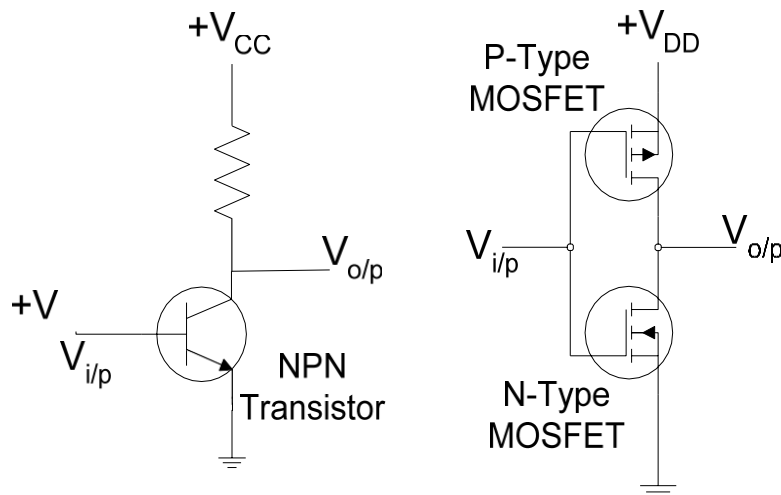 +VCC
Vo/p
+V
Vi/p
NPN
Transistor
+VDD
P-Type
MOSFET
Vi/p
Vo/p
N-Type
MOSFET